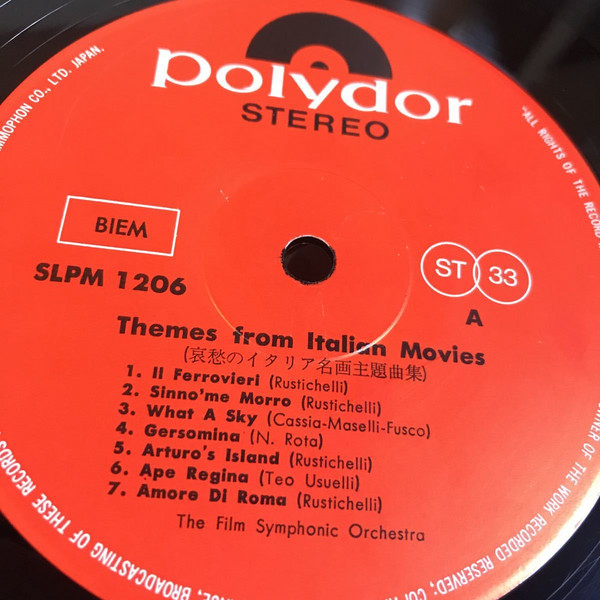 polydor
STEREO
BIEM
SLPM 1206
ST 33
A
Themes from Italian Movies
(哀愁のイタリア名画主題曲集)
1. Il Ferrovieri (Rustichelli)
2. Sinno'me Morro (Rustichelli)
3. What A Sky (Cassia-Maselli-Fusco)
4. Gersomina (N. Rota)
5. Arturo's Island (Rustichelli)
6. Ape Regina (Teo Usuelli)
7. Amore Di Roma (Rustichelli)
The Film Symphonic Orchestra
CO., LTD. JAPAN.
"ALL RIGHTS OF THE RECORD
OF THE WORK RECORDED RESERVED;
BROADCASTING OF THESE RECORDS